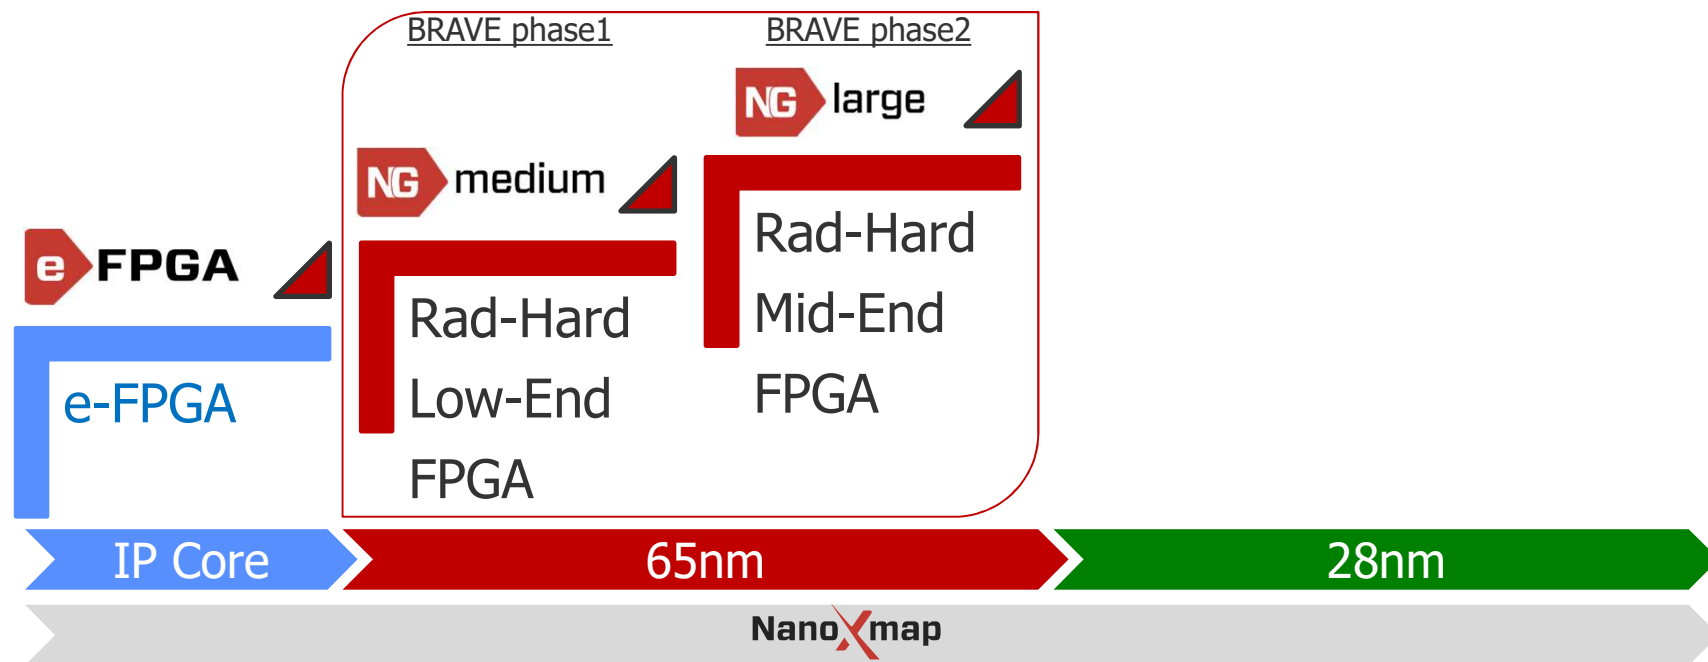 BRAVE phase1
BRAVE phase2
NG large
NG medium
e FPGA
Rad-Hard
Mid-End
FPGA
Rad-Hard
Low-End
FPGA
e-FPGA
IP Core
65nm
28nm
NanoXmap